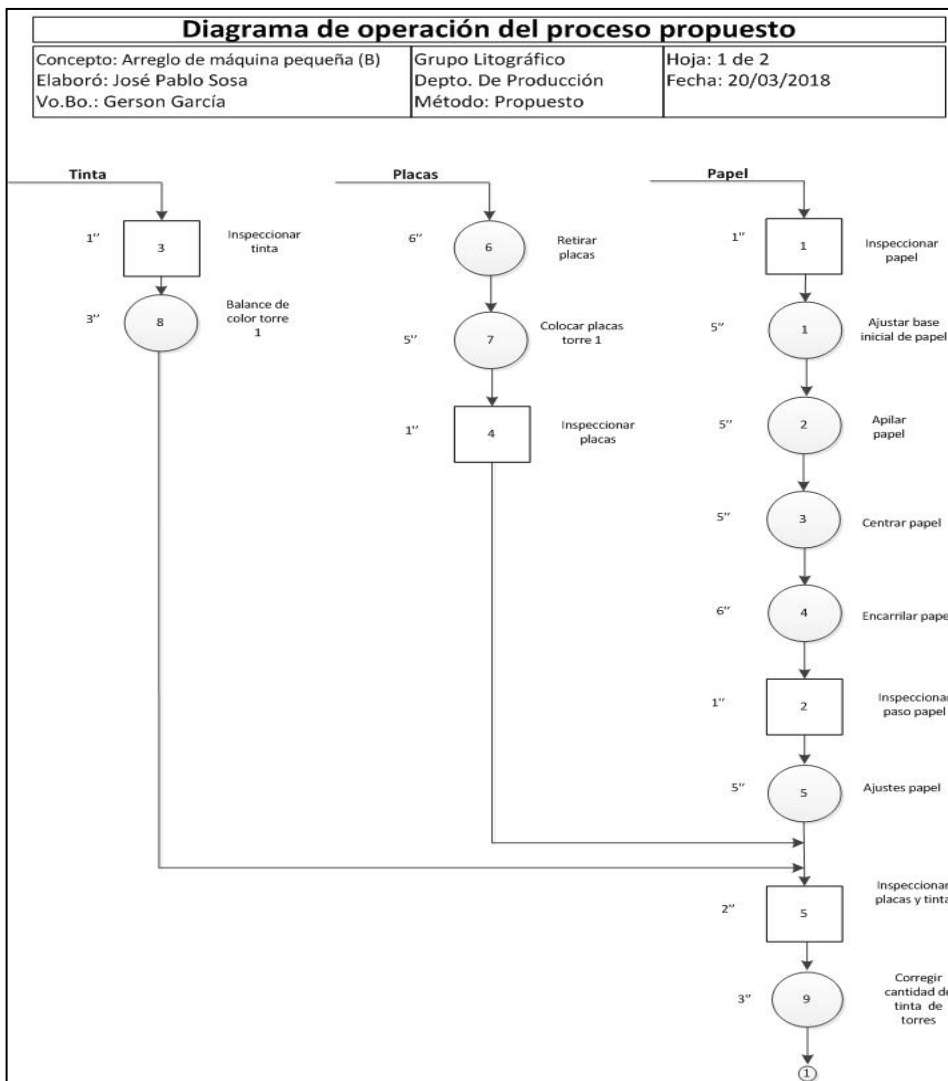 Diagrama de operación del proceso propuesto
Concepto: Arreglo de máquina pequeña (B)
Elaboró: José Pablo Sosa
Vo.Bo.: Gerson García
Grupo Litográfico
Depto. De Producción
Método: Propuesto
Hoja: 1 de 2
Fecha: 20/03/2018
Tinta
1’’
3
Inspeccionar
tinta
3’’
8
Balance de
color torre
1
Placas
6’’
6
Retirar
placas
5’’
7
Colocar placas
torre 1
1’’
4
Inspeccionar
placas
Papel
1’’
1
Inspeccionar
papel
5’’
1
Ajustar base
inicial de papel
5’’
2
Apilar
papel
5’’
3
Centrar papel
6’’
4
Encarrilar pape
1’’
2
Inspeccionar
paso papel
5’’
5
Ajustes papel
2’’
5
Inspeccionar
placas y tinta
3’’
9
Corregir
cantidad de
tinta de
torres
1